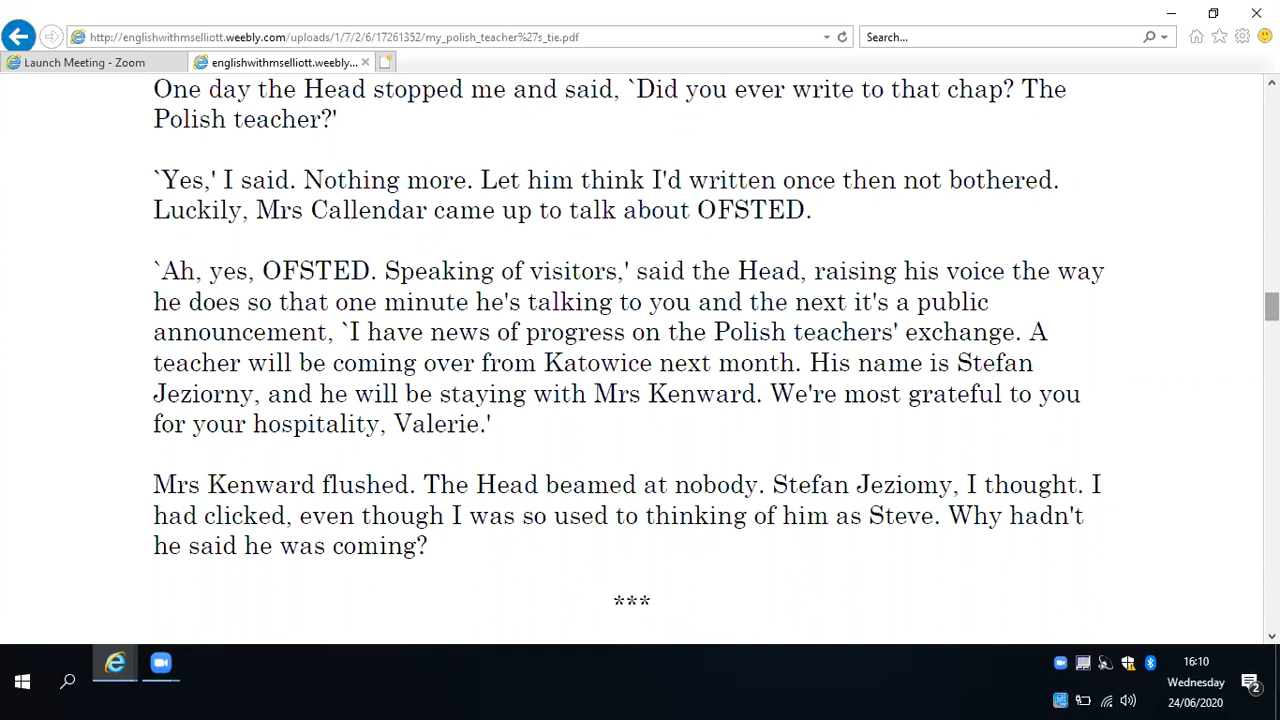 http://englishwithmselliott.weebly.com/uploads/1/7/2/6/17261352/my_polish_teacher%27s_tie.pdf
Search...
Launch Meeting - Zoom
englishwithmselliott.weebly...
One day the Head stopped me and said, `Did you ever write to that chap? The
Polish teacher?'
`Yes,' I said. Nothing more. Let him think I'd written once then not bothered.
Luckily, Mrs Callendar came up to talk about OFSTED.
`Ah, yes, OFSTED. Speaking of visitors,' said the Head, raising his voice the way
he does so that one minute he's talking to you and the next it's a public
announcement, `I have news of progress on the Polish teachers' exchange. A
teacher will be coming over from Katowice next month. His name is Stefan
Jeziorny, and he will be staying with Mrs Kenward. We're most grateful to you
for your hospitality, Valerie.'
Mrs Kenward flushed. The Head beamed at nobody. Stefan Jeziomy, I thought. I
had clicked, even though I was so used to thinking of him as Steve. Why hadn't
he said he was coming?
***
16:10
Wednesday
24/06/2020
2